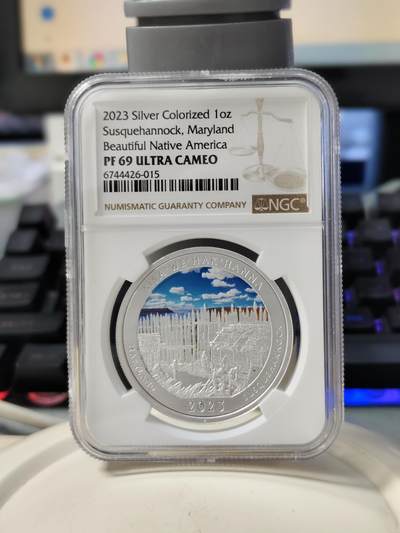 2023 Silver Colorized 1oz
Susquehannock, Maryland
Beautiful Native America
PF 69 ULTRA CAMEO
6744426-015
NUMISMATIC GUARANTY COMPANY
NGC
2023